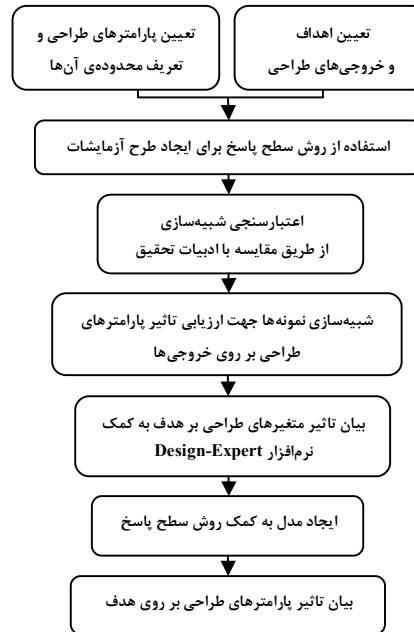 تعیین اهداف
و خروجی‌های طراحی
تعیین پارامترهای طراحی و
تعریف محدوده‌ی آن‌ها
استفاده از روش سطح پاسخ برای ایجاد طرح آزمایشات
اعتبارسنجی شبیه‌سازی
از طریق مقایسه با ادبیات تحقیق
شبیه‌سازی نمونه‌ها جهت ارزیابی تاثیر پارامترهای
طراحی بر روی خروجی‌ها
بیان تاثیر متغیرهای طراحی بر هدف به کمک
نرم‌افزار Design-Expert
ایجاد مدل به کمک روش سطح پاسخ
بیان تاثیر پارامترهای طراحی بر روی هدف